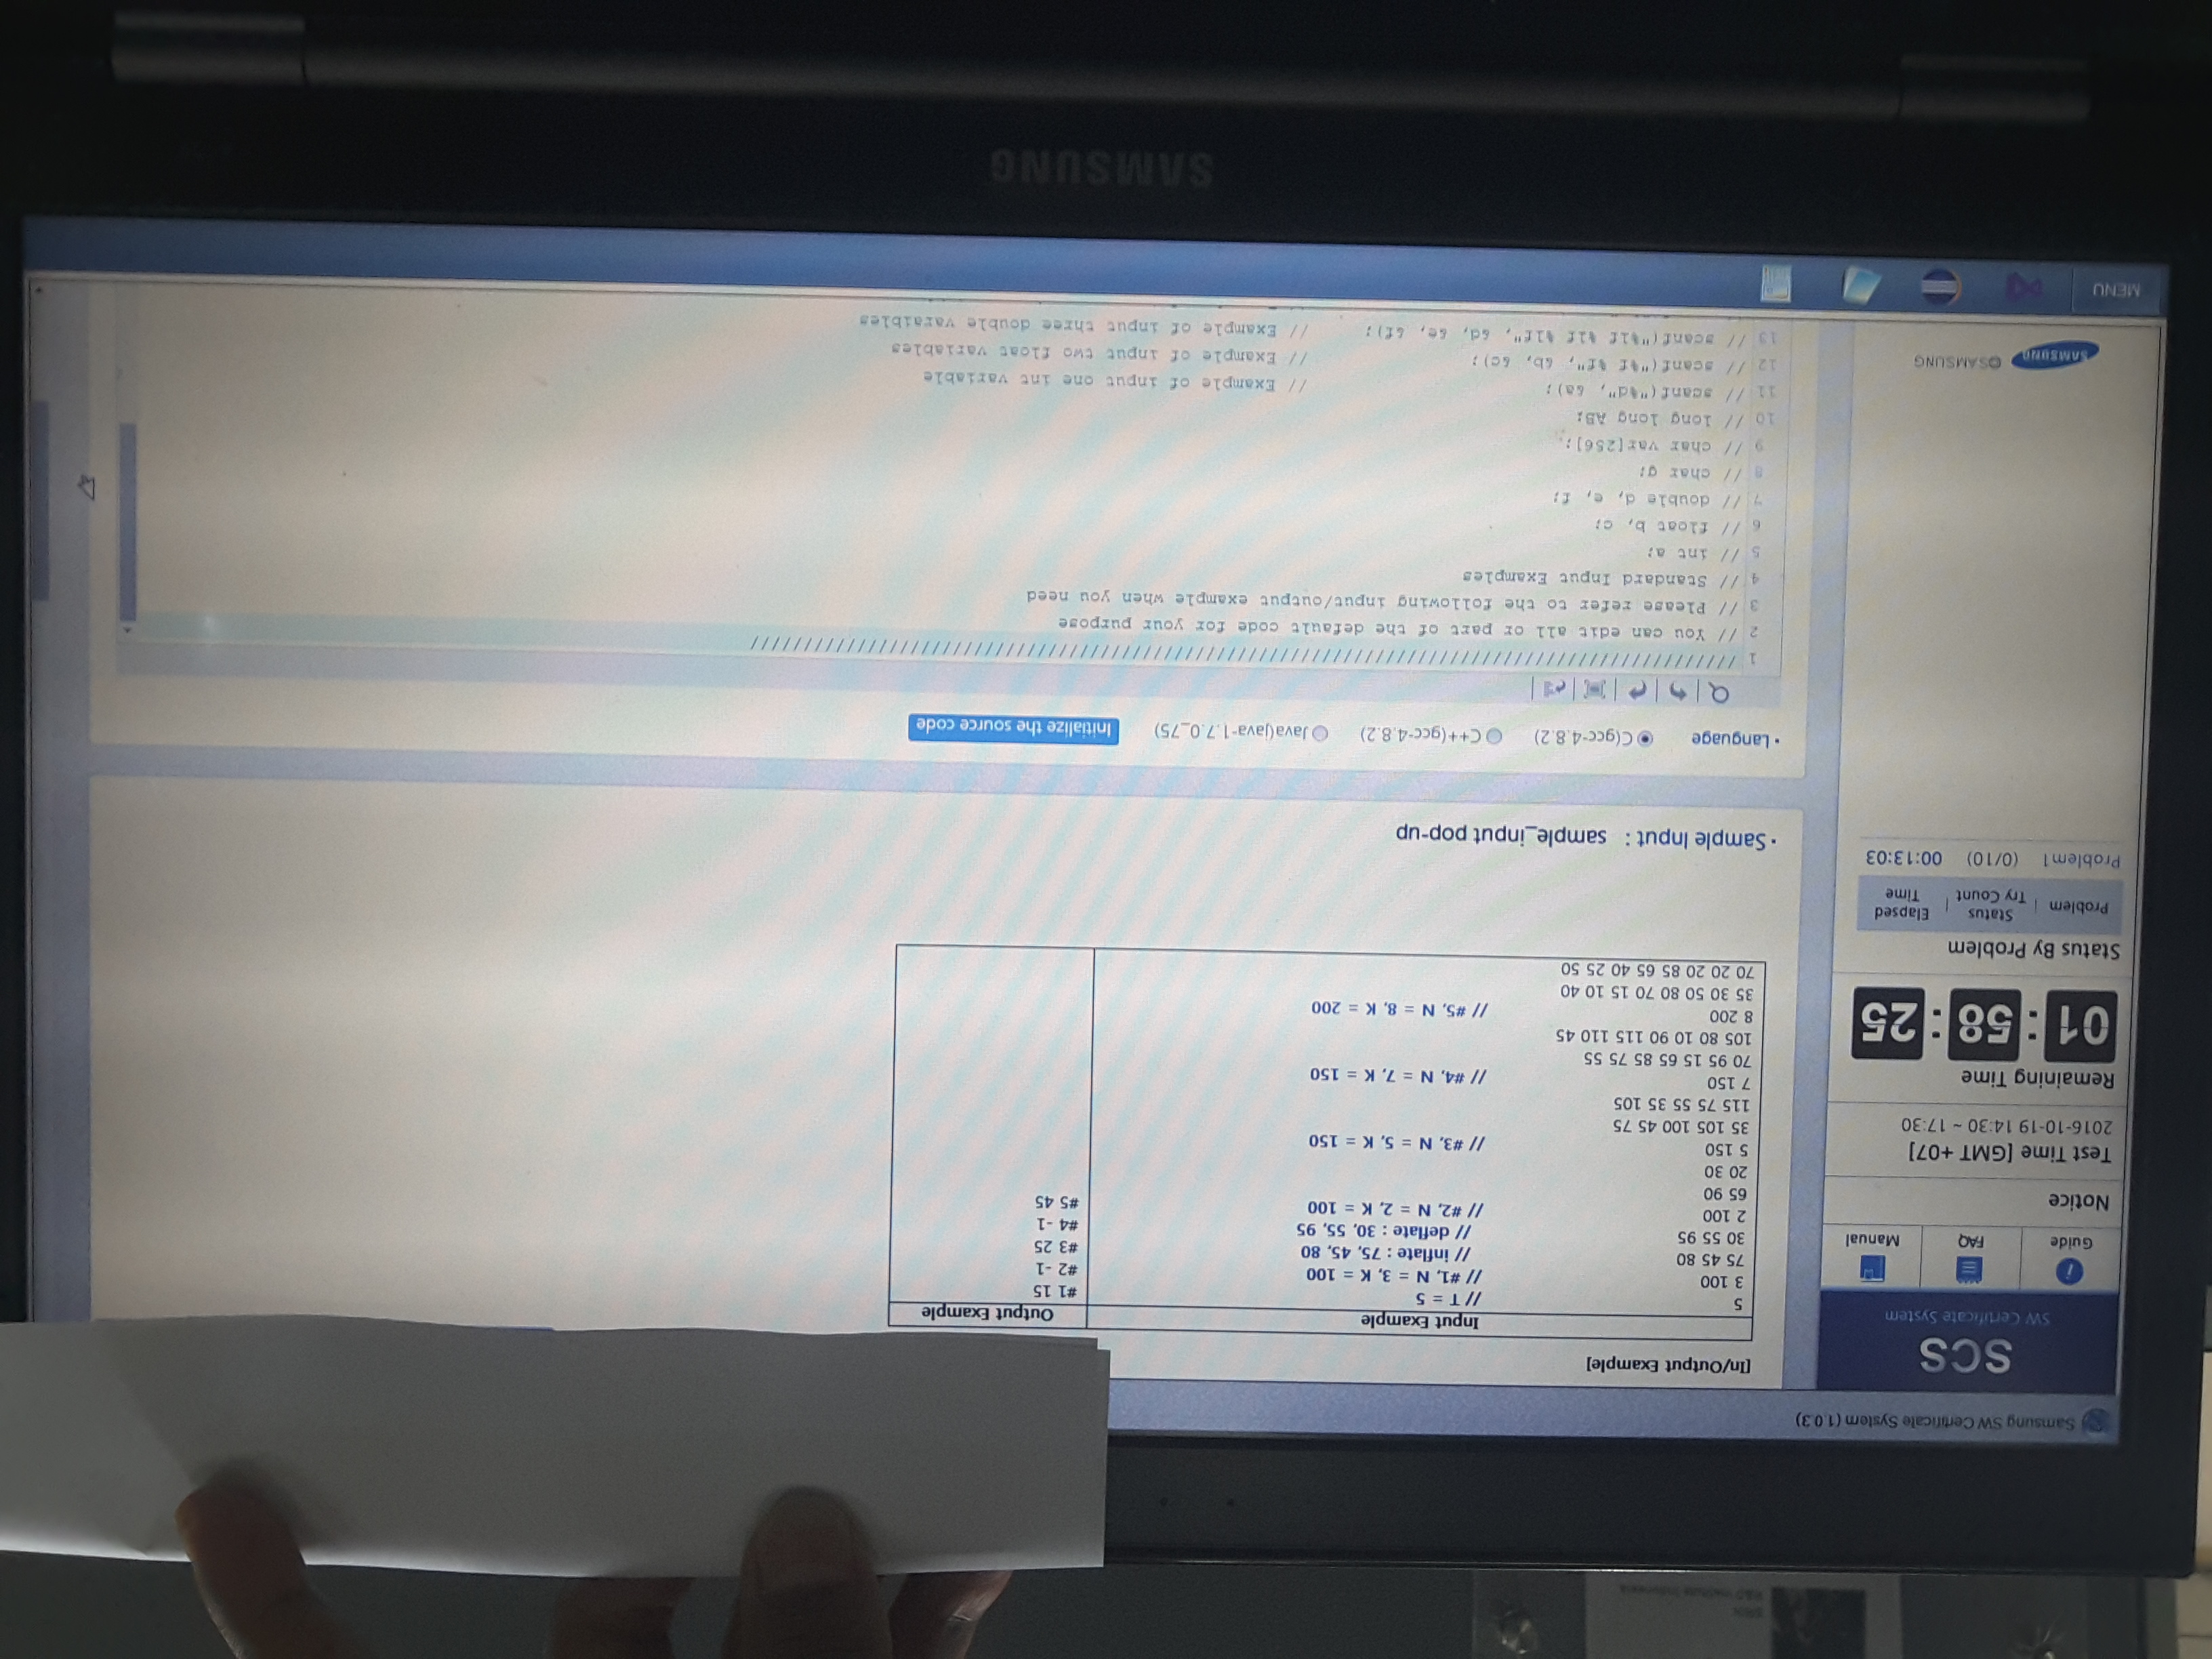 R&D Institute Indonesia
Samsung SW Certificate System (1.0.3)
SCS
SW Certificate System
Guide
FAQ
Manual
Notice
Test Time [GMT +07]
2016-10-19 14:30 ~ 17:30
Remaining Time
01 : 58 : 25
Status By Problem
Problem | Status Try Count | Elapsed Time
Problem1 (0/10) 00:13:03
SAMSUNG ©SAMSUNG
[In/Output Example]
Input Example Output Example
5 // T = 5 #1 15
3 100 // #1, N = 3, K = 100 #2 -1
75 45 80 // inflate : 75, 45, 80 #3 25
30 55 95 // deflate : 30, 55, 95 #4 -1
2 100 // #2, N = 2, K = 100 #5 45
65 90
20 30
5 150 // #3, N = 5, K = 150
35 105 100 45 75
115 75 55 35 105
7 150 // #4, N = 7, K = 150
70 95 15 65 85 75 55
105 80 10 90 115 110 45
8 200 // #5, N = 8, K = 200
35 30 50 80 70 15 10 40
70 20 20 85 65 40 25 50
• Sample Input : sample_input pop-up
• Language C(gcc-4.8.2) C++(gcc-4.8.2) Java(java-1.7.0_75) Initialize the source code
1 //////////////////////////////////////////////////////////////////////////////////////////////
2 // You can edit all or part of the default code for your purpose
3 // Please refer to the following input/output example when you need
4 // Standard Input Examples
5 // int a;
6 // float b, c;
7 // double d, e, f;
8 // char g;
9 // char var[256];
10 // long long AB;
11 // scanf("%d", &a); // Example of input one int variable
12 // scanf("%f %f", &b, &c); // Example of input two float variables
13 // scanf("%lf %lf %lf", &d, &e, &f); // Example of input three double varaibles
MENU
SAMSUNG